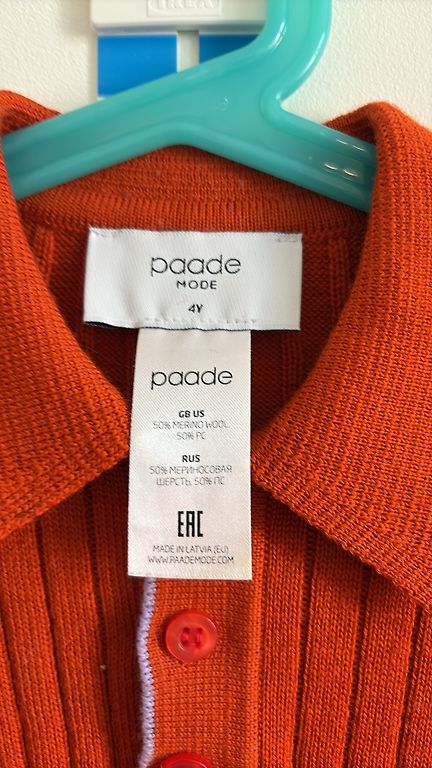 IKEA
paade
MODE
4Y
paade
GB US
50% MERINO WOOL,
50% PC
RUS
50% МЕРИНОСОВАЯ
ШЕРСТЬ, 50% ПС
EAC
MADE IN LATVIA (EU)
WWW.PAADEMODE.COM